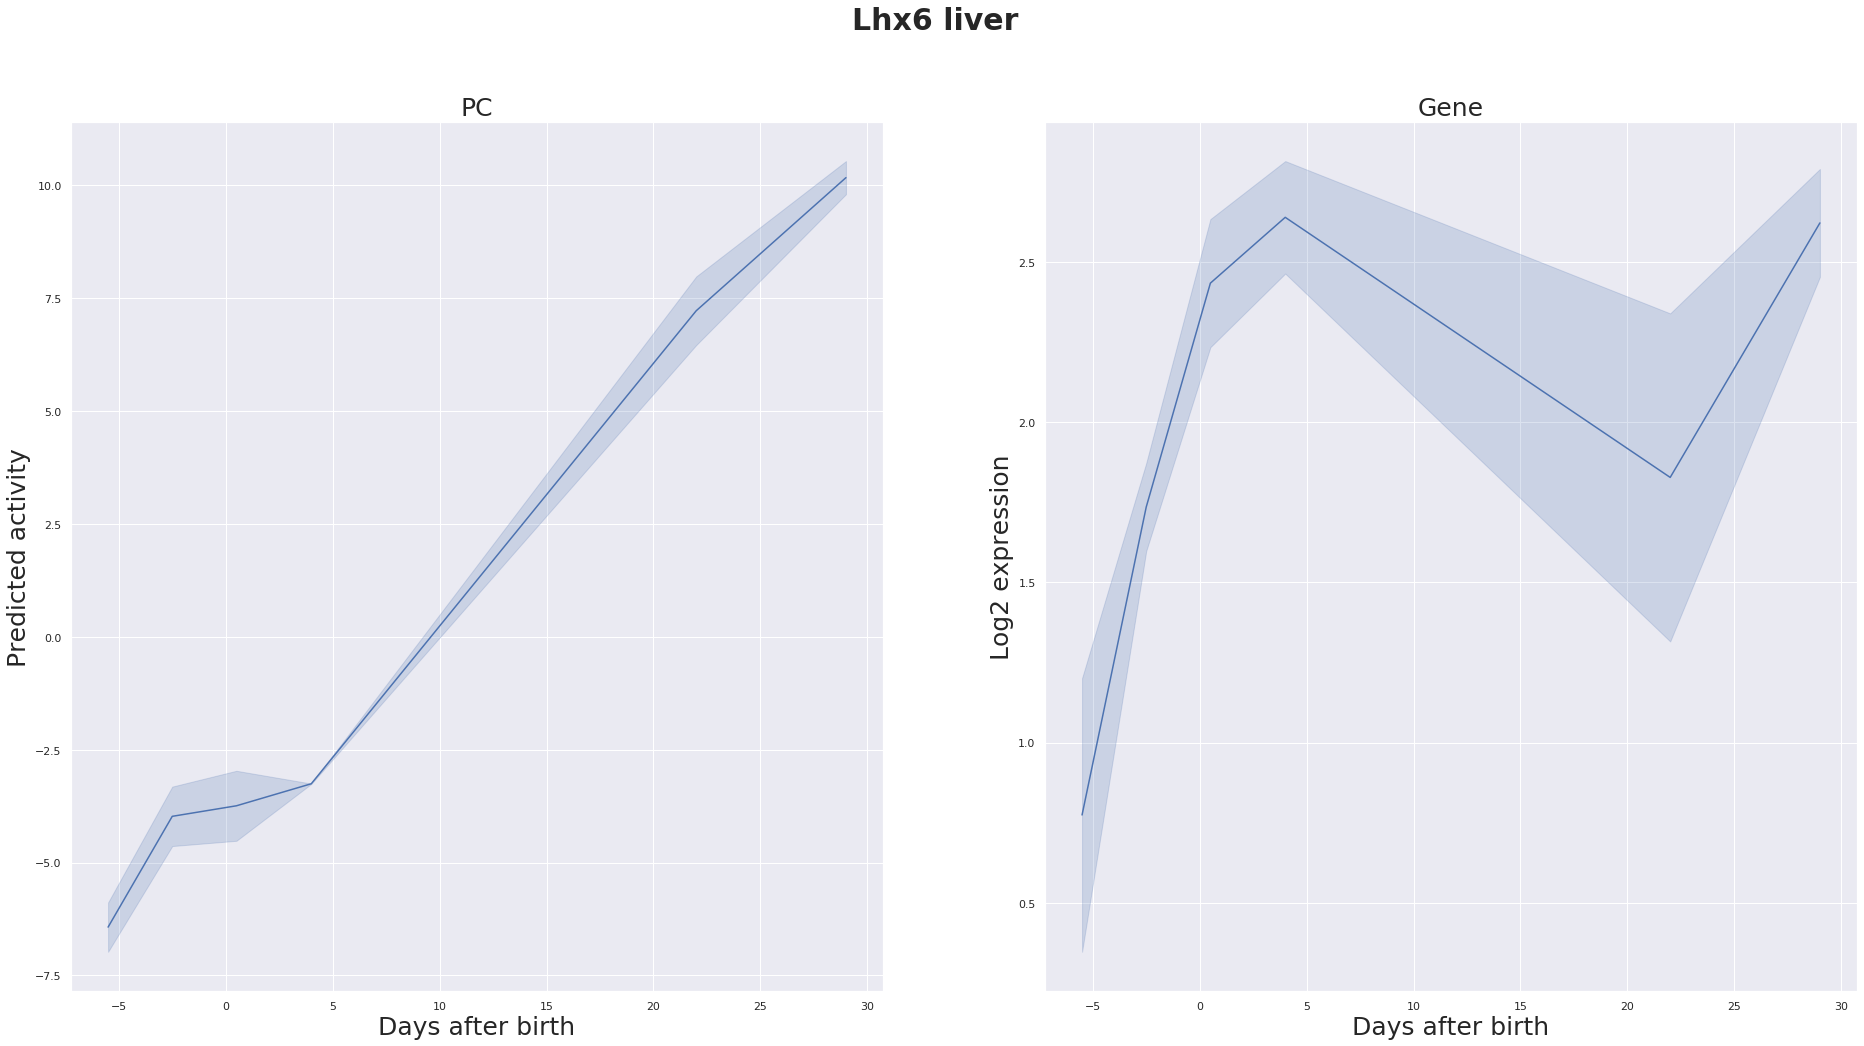 Lhx6 liver
PC
Predicted activity
10.0
7.5
5.0
2.5
0.0
−2.5
−5.0
−7.5
−5 0 5 10 15 20 25 30
Days after birth
Gene
Log2 expression
2.5
2.0
1.5
1.0
0.5
−5 0 5 10 15 20 25 30
Days after birth